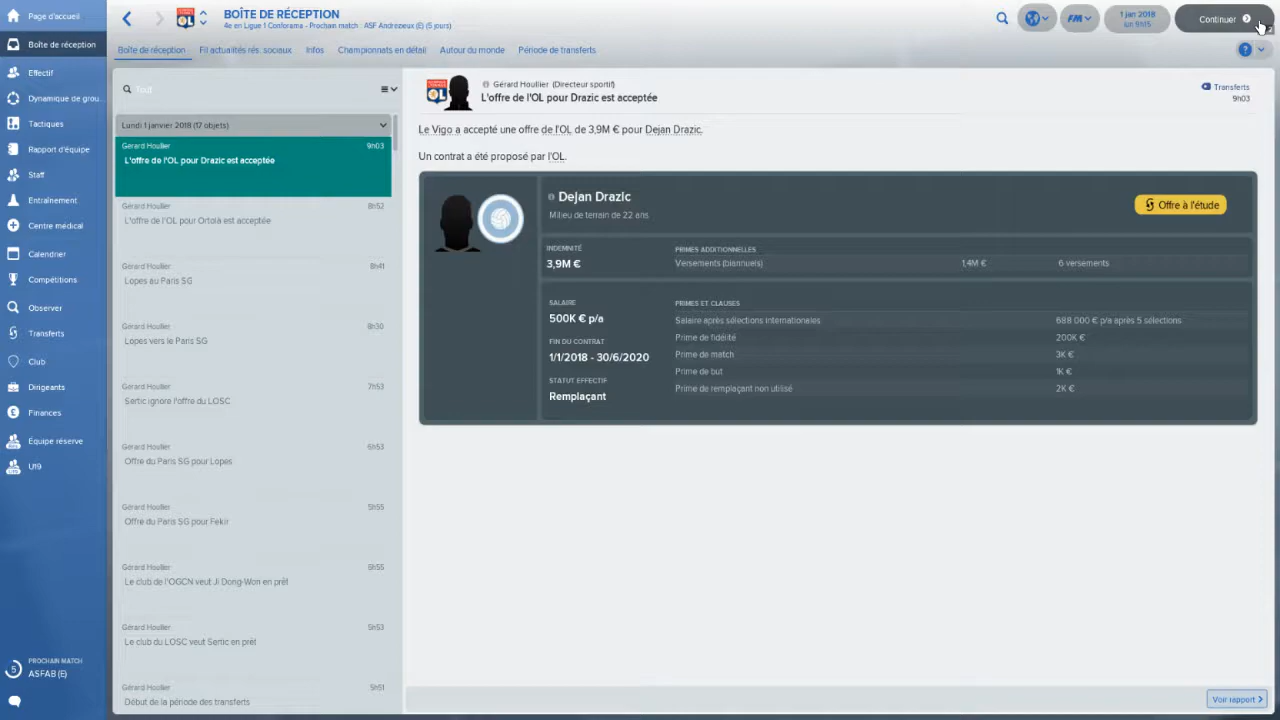 Page d'accueil
Boîte de réception
Effectif
Dynamique de grou...
Tactiques
Rapport d'équipe
Staff
Entraînement
Centre médical
Calendrier
Compétitions
Observer
Transferts
Club
Dirigeants
Finances
Équipe réserve
U19
5
PROCHAIN MATCH
ASFAB (E)
BOÎTE DE RÉCEPTION
4e en Ligue 1 Conforama - Prochain match : ASF Andrézieux (E) (5 jours)
FM
1 jan 2018
lun 9h15
Continuer
Boîte de réception Fil actualités rés. sociaux Infos Championnats en détail Autour du monde Période de transferts
?
Tout
Lundi 1 janvier 2018 (17 objets)
Gérard Houllier 9h03
L'offre de l'OL pour Drazic est acceptée
Gérard Houllier 8h52
L'offre de l'OL pour Ortolá est acceptée
Gérard Houllier 8h41
Lopes au Paris SG
Gérard Houllier 8h30
Lopes vers le Paris SG
Gérard Houllier 7h53
Sertic ignore l'offre du LOSC
Gérard Houllier 6h53
Offre du Paris SG pour Lopes
Gérard Houllier 5h55
Offre du Paris SG pour Fekir
Gérard Houllier 5h55
Le club de l'OGCN veut Ji Dong-Won en prêt
Gérard Houllier 5h53
Le club du LOSC veut Sertic en prêt
Gérard Houllier 5h51
Début de la période des transferts
Gérard Houllier (Directeur sportif)
L'offre de l'OL pour Drazic est acceptée
Transferts
9h03
Le Vigo a accepté une offre de l'OL de 3,9M € pour Dejan Drazic.
Un contrat a été proposé par l'OL.
Dejan Drazic
Milieu de terrain de 22 ans
Offre à l'étude
INDEMNITÉ
3,9M €
PRIMES ADDITIONNELLES
Versements (biannuels) 1,4M € 6 versements
SALAIRE
500K € p/a
FIN DU CONTRAT
1/1/2018 - 30/6/2020
STATUT EFFECTIF
Remplaçant
PRIMES ET CLAUSES
Salaire après sélections internationales 688 000 € p/a après 5 sélections
Prime de fidélité 200K €
Prime de match 3K €
Prime de but 1K €
Prime de remplaçant non utilisé 2K €
Voir rapport